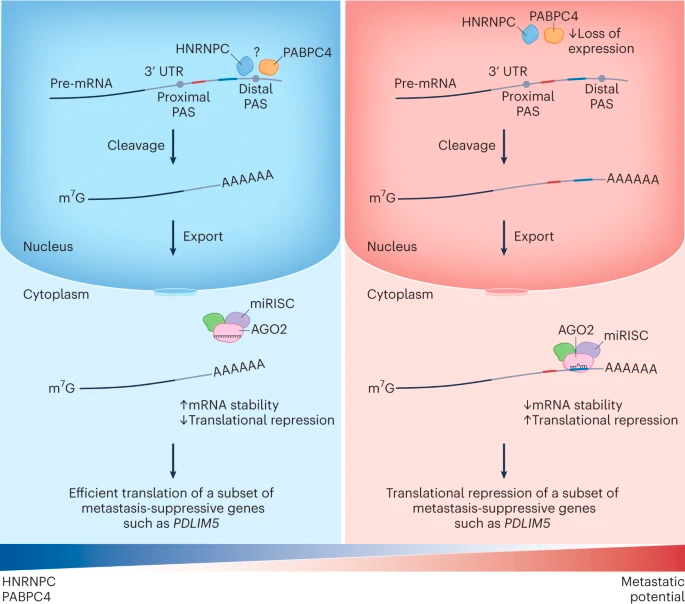 HNRNPC
?
PABPC4
3′ UTR
Pre-mRNA
Proximal
PAS
Distal
PAS
Cleavage
m⁷G
AAAAAA
Export
Nucleus
Cytoplasm
miRISC
AGO2
m⁷G
AAAAAA
↑mRNA stability
↓Translational repression
Efficient translation of a subset of
metastasis-suppressive genes
such as PDLIM5
HNRNPC
PABPC4
↓Loss of
expression
3′ UTR
Pre-mRNA
Proximal
PAS
Distal
PAS
Cleavage
m⁷G
AAAAAA
Export
Nucleus
Cytoplasm
AGO2
miRISC
m⁷G
AAAAAA
↓mRNA stability
↑Translational repression
Translational repression of a subset of
metastasis-suppressive genes
such as PDLIM5
HNRNPC
PABPC4
Metastatic
potential